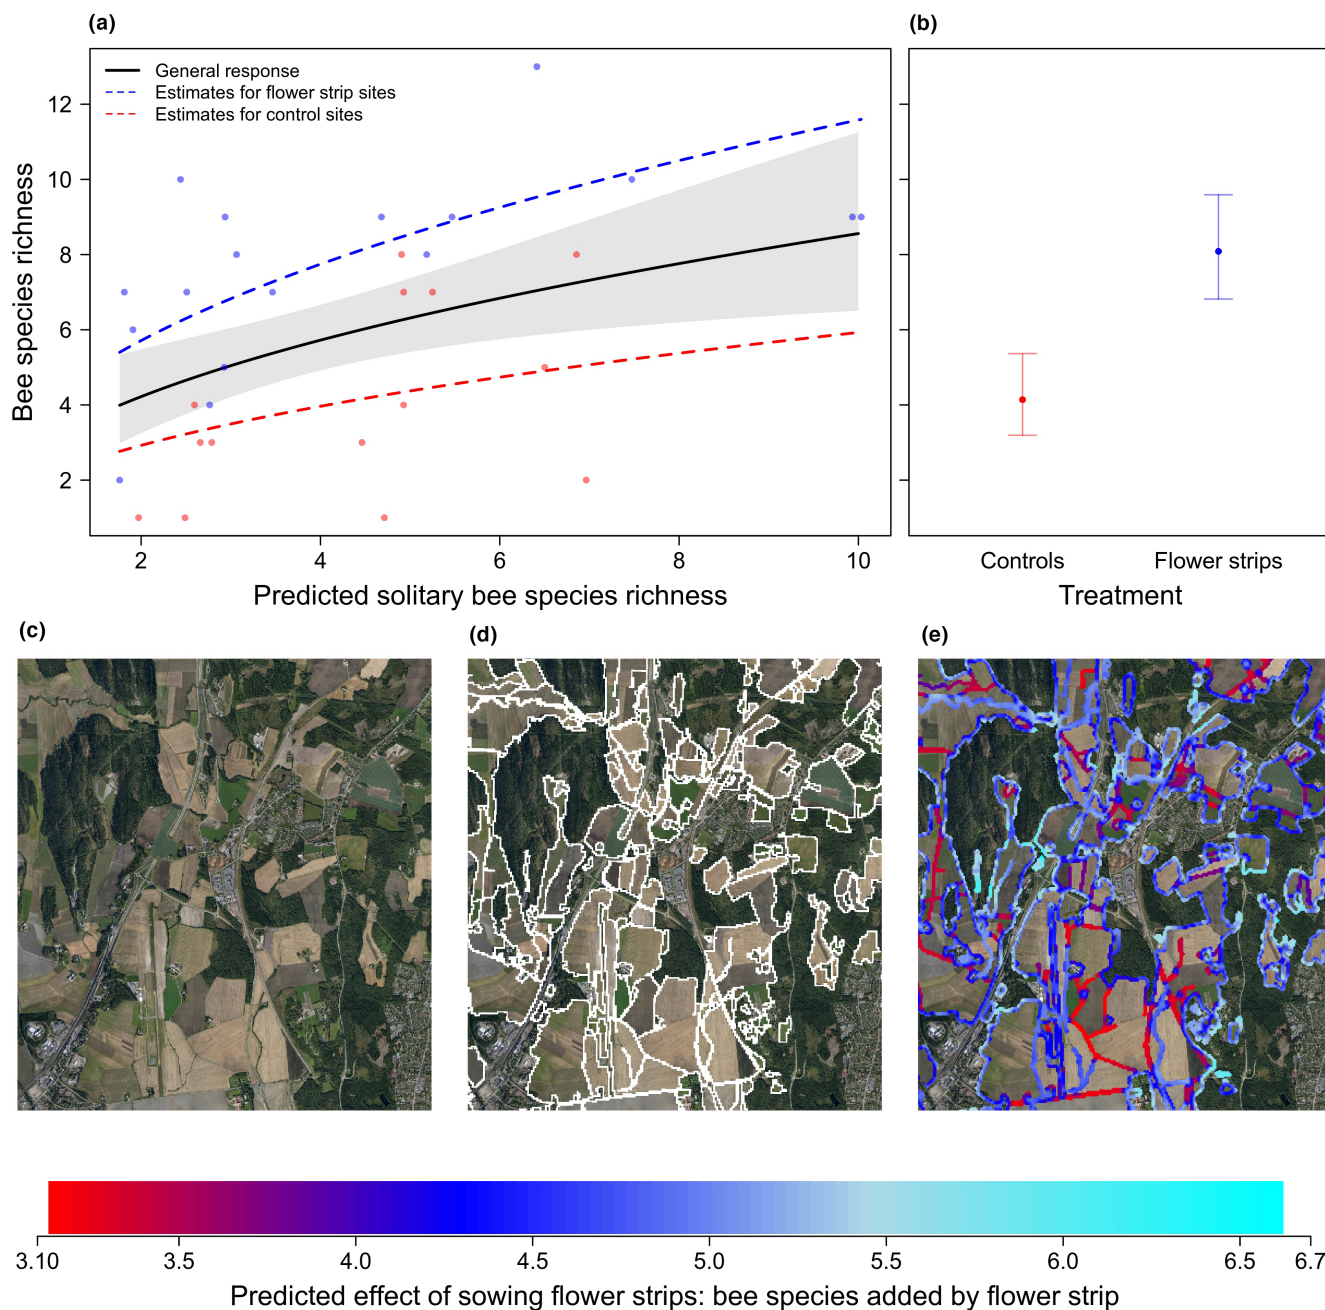 (a)
(b)
General response
Estimates for flower strip sites
Estimates for control sites
Bee species richness
12
10
8
6
4
2
2 4 6 8 10
Predicted solitary bee species richness
Controls Flower strips
Treatment
(c)
(d)
(e)
3.10 3.5 4.0 4.5 5.0 5.5 6.0 6.5 6.7
Predicted effect of sowing flower strips: bee species added by flower strip